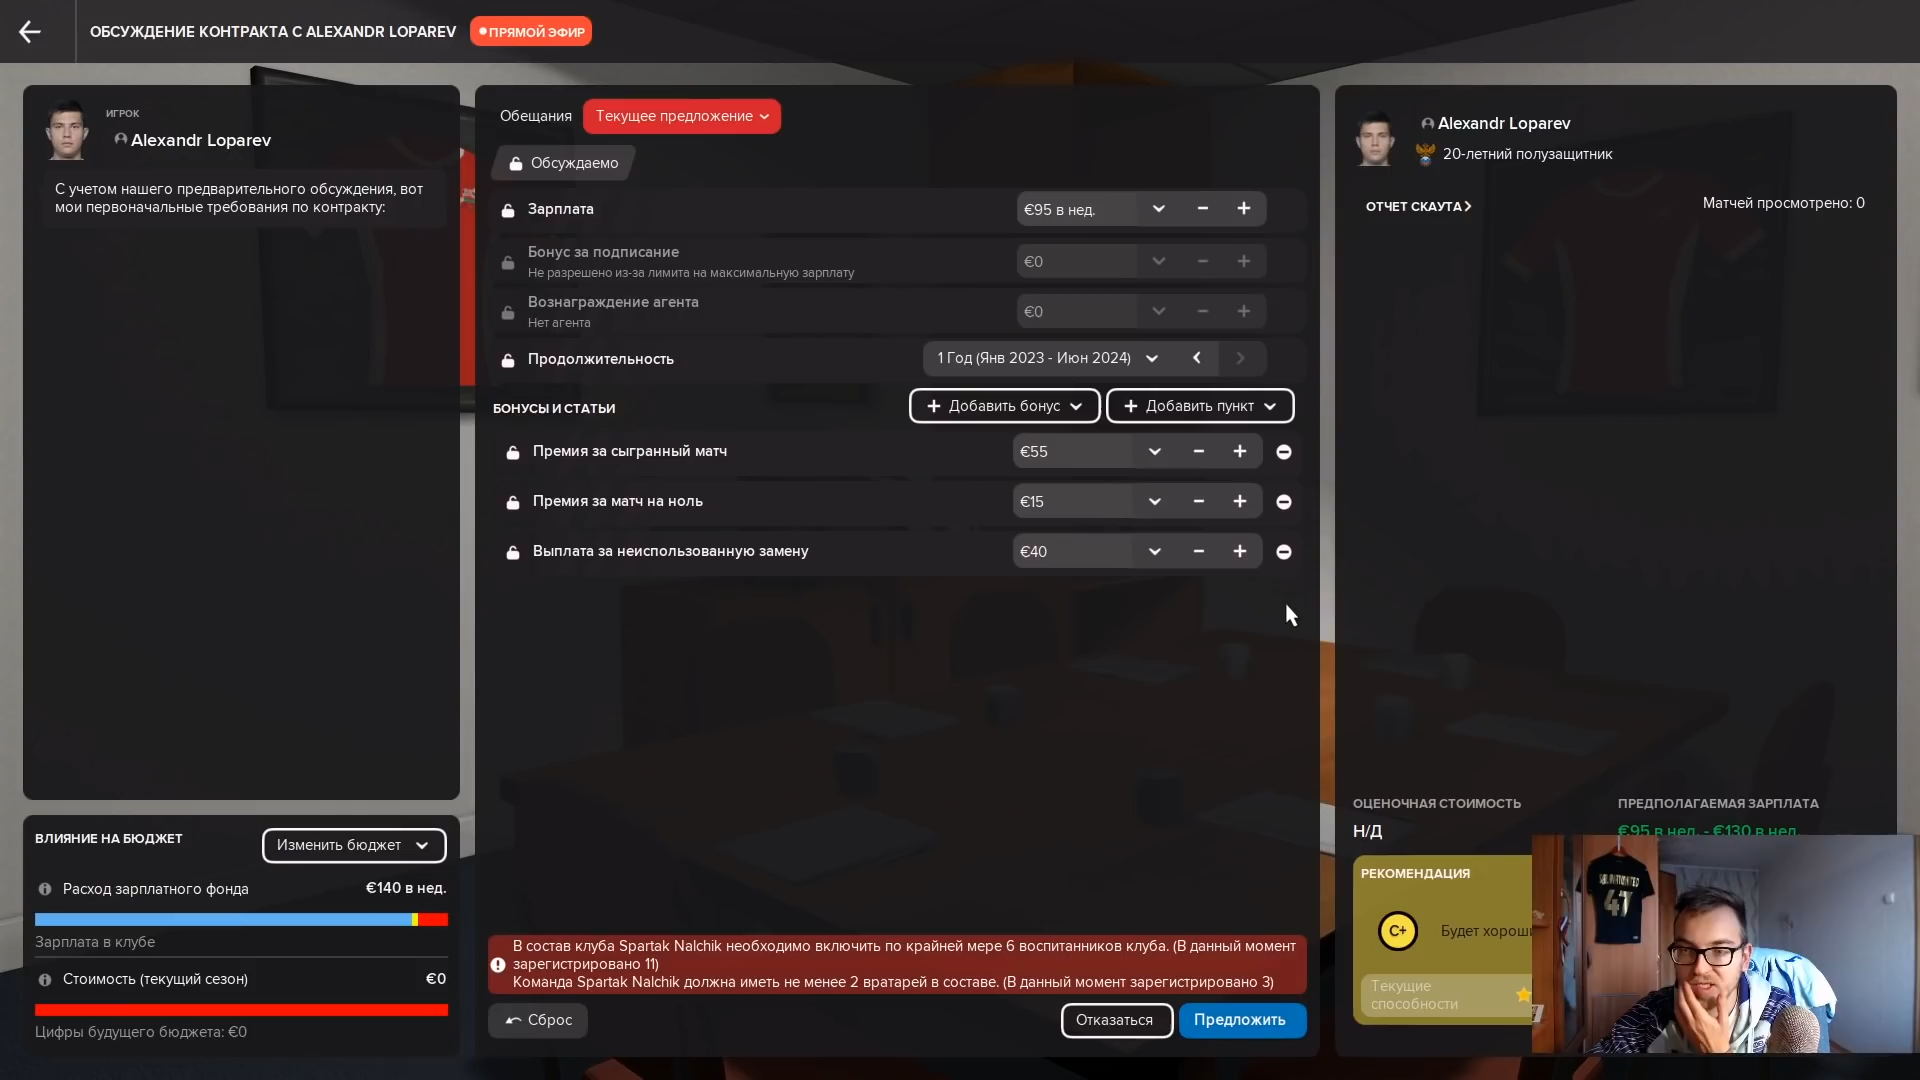 ОБСУЖДЕНИЕ КОНТРАКТА С ALEXANDR LOPAREV
ПРЯМОЙ ЭФИР
ИГРОК
Alexandr Loparev
С учетом нашего предварительного обсуждения, вот
мои первоначальные требования по контракту:
Обещания
Текущее предложение
Обсуждаемо
Зарплата
€95 в нед.
Бонус за подписание
Не разрешено из-за лимита на максимальную зарплату
€0
Вознаграждение агента
Нет агента
€0
Продолжительность
1 Год (Янв 2023 - Июн 2024)
БОНУСЫ И СТАТЬИ
Добавить бонус
Добавить пункт
Премия за сыгранный матч
€55
Премия за матч на ноль
€15
Выплата за неиспользованную замену
€40
Alexandr Loparev
20-летний полузащитник
ОТЧЕТ СКАУТА
Матчей просмотрено: 0
ОЦЕНОЧНАЯ СТОИМОСТЬ
Н/Д
ПРЕДПОЛАГАЕМАЯ ЗАРПЛАТА
€95 в нед. - €130 в нед.
РЕКОМЕНДАЦИЯ
C+
Будет хороши
Текущие
способности
41
ВЛИЯНИЕ НА БЮДЖЕТ
Изменить бюджет
Расход зарплатного фонда
€140 в нед.
Зарплата в клубе
Стоимость (текущий сезон)
€0
Цифры будущего бюджета: €0
В состав клуба Spartak Nalchik необходимо включить по крайней мере 6 воспитанников клуба. (В данный момент
зарегистрировано 11)
Команда Spartak Nalchik должна иметь не менее 2 вратарей в составе. (В данный момент зарегистрировано 3)
Сброс
Отказаться
Предложить